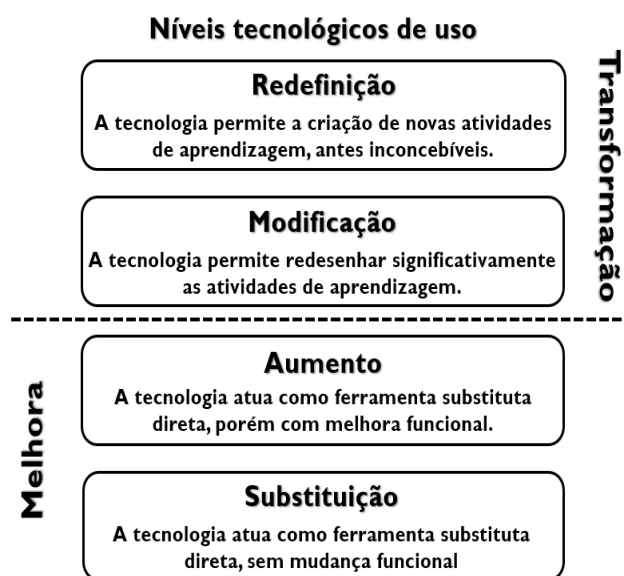 Níveis tecnológicos de uso
Transformação
Redefinição
A tecnologia permite a criação de novas atividades
de aprendizagem, antes inconcebíveis.
Modificação
A tecnologia permite redesenhar significativamente
as atividades de aprendizagem.
Melhora
Aumento
A tecnologia atua como ferramenta substituta
direta, porém com melhora funcional.
Substituição
A tecnologia atua como ferramenta substituta
direta, sem mudança funcional